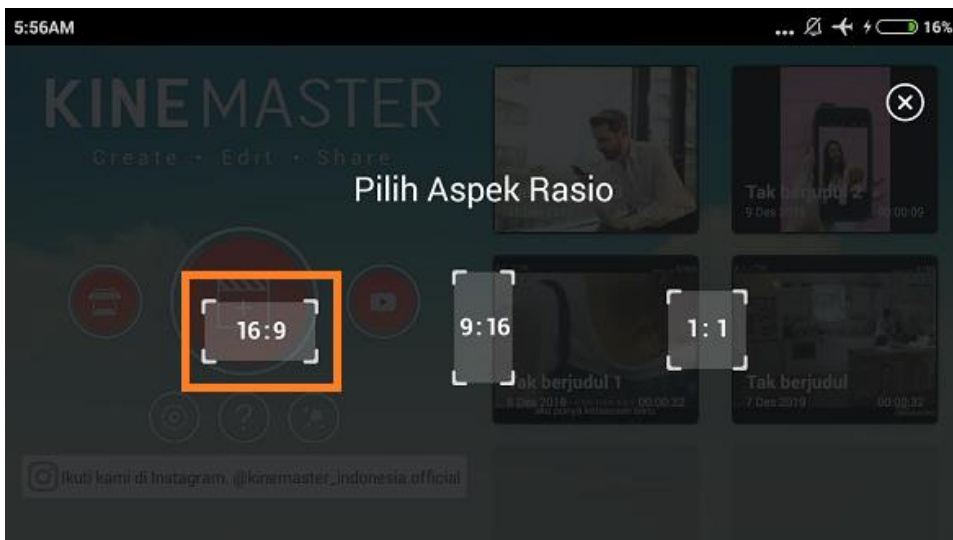 5:56AM
16%
KINEMASTER
Create • Edit • Share
Pilih Aspek Rasio
Tak berjudul 2
9 Des 2019
00:00:09
16:9
9:16
1:1
Tak berjudul 1
8 Des 2019
00:00:32
Tak berjudul
7 Des 2019
00:00:32
Ikuti kami di Instagram, @kinemaster_indonesia.official